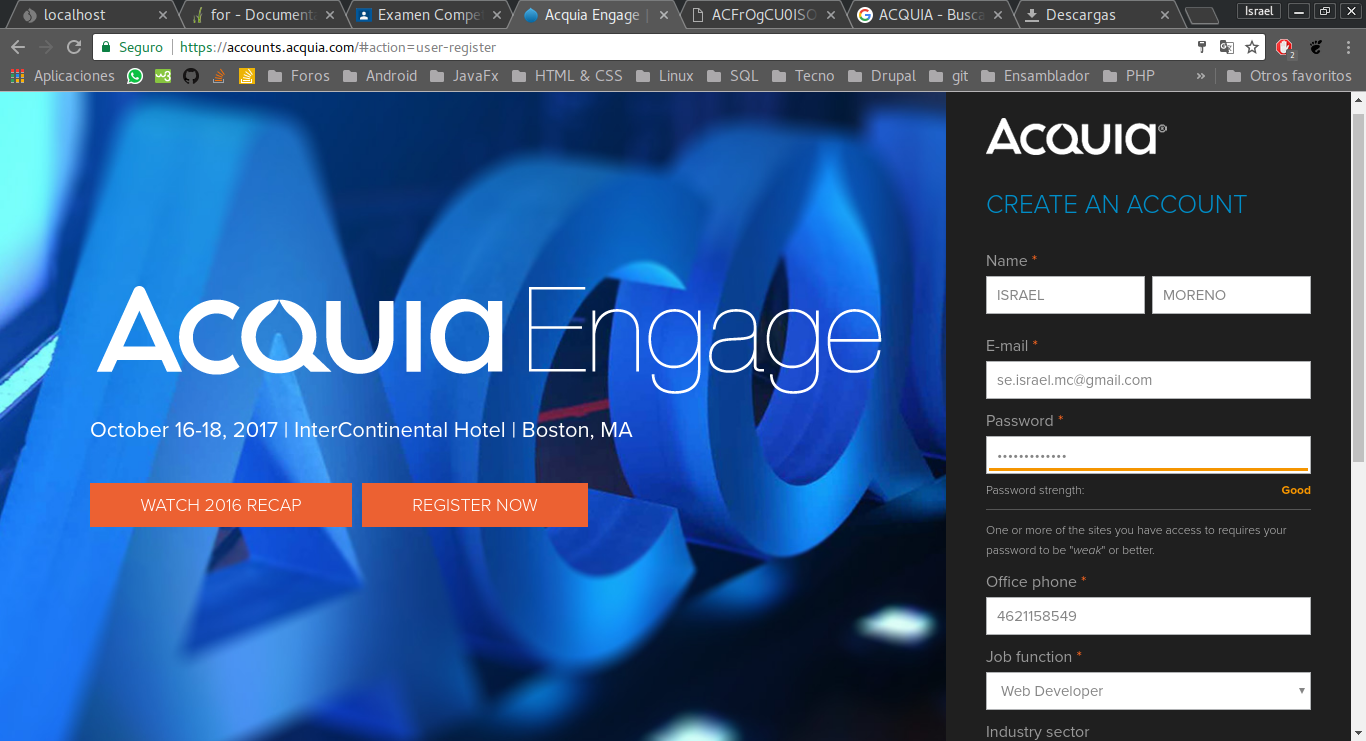 localhost
for - Documenta
Examen Compet
Acquia Engage |
ACFrOgCU0ISO
ACQUIA - Busca
Descargas
Israel
Seguro
https://accounts.acquia.com/#action=user-register
2
Aplicaciones
Foros
Android
JavaFx
HTML & CSS
Linux
SQL
Tecno
Drupal
git
Ensamblador
PHP
»
Otros favoritos
ACQUIA Engage
October 16-18, 2017 | InterContinental Hotel | Boston, MA
WATCH 2016 RECAP
REGISTER NOW
ACQUIA®
CREATE AN ACCOUNT
Name *
ISRAEL
MORENO
E-mail *
se.israel.mc@gmail.com
Password *
•••••••••••••
Password strength:
Good
One or more of the sites you have access to requires your
password to be "weak" or better.
Office phone *
4621158549
Job function *
Web Developer
Industry sector